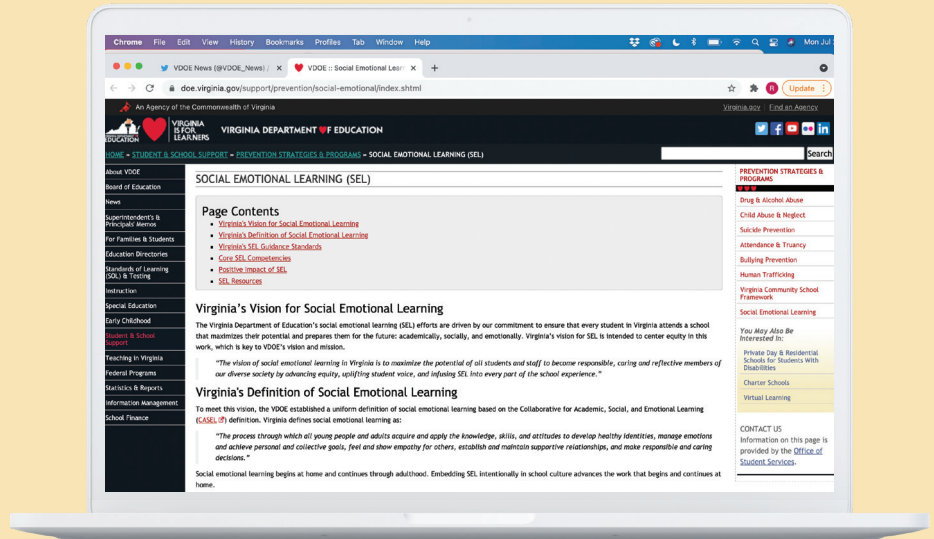 Chrome File Edit View History Bookmarks Profiles Tab Window Help Mon Jul
VDOE News (@VDOE_News) / × VDOE :: Social Emotional Learn × +
doe.virginia.gov/support/prevention/social-emotional/index.shtml R Update
An Agency of the Commonwealth of Virginia Virginia.gov Find an Agency
EDUCATION
VIRGINIA
IS FOR
LEARNERS
VIRGINIA DEPARTMENT OF EDUCATION
HOME » STUDENT & SCHOOL SUPPORT » PREVENTION STRATEGIES & PROGRAMS » SOCIAL EMOTIONAL LEARNING (SEL) Search
About VDOE
Board of Education
News
Superintendent's &
Principals' Memos
For Families & Students
Education Directories
Standards of Learning
(SOL) & Testing
Instruction
Special Education
Early Childhood
Student & School
Support
Teaching in Virginia
Federal Programs
Statistics & Reports
Information Management
School Finance
SOCIAL EMOTIONAL LEARNING (SEL)
Page Contents
Virginia's Vision for Social Emotional Learning
Virginia's Definition of Social Emotional Learning
Virginia's SEL Guidance Standards
Core SEL Competencies
Positive Impact of SEL
SEL Resources
Virginia's Vision for Social Emotional Learning
The Virginia Department of Education's social emotional learning (SEL) efforts are driven by our commitment to ensure that every student in Virginia attends a school
that maximizes their potential and prepares them for the future: academically, socially, and emotionally. Virginia's vision for SEL is intended to center equity in this
work, which is key to VDOE's vision and mission.
"The vision of social emotional learning in Virginia is to maximize the potential of all students and staff to become responsible, caring and reflective members of
our diverse society by advancing equity, uplifting student voice, and infusing SEL into every part of the school experience."
Virginia's Definition of Social Emotional Learning
To meet this vision, the VDOE established a uniform definition of social emotional learning based on the Collaborative for Academic, Social, and Emotional Learning
(CASEL) definition. Virginia defines social emotional learning as:
"The process through which all young people and adults acquire and apply the knowledge, skills, and attitudes to develop healthy identities, manage emotions
and achieve personal and collective goals, feel and show empathy for others, establish and maintain supportive relationships, and make responsible and caring
decisions."
Social emotional learning begins at home and continues through adulthood. Embedding SEL intentionally in school culture advances the work that begins and continues at
home.
PREVENTION STRATEGIES &
PROGRAMS
Drug & Alcohol Abuse
Child Abuse & Neglect
Suicide Prevention
Attendance & Truancy
Bullying Prevention
Human Trafficking
Virginia Community School
Framework
Social Emotional Learning
You May Also Be
Interested In:
Private Day & Residential
Schools for Students With
Disabilities
Charter Schools
Virtual Learning
CONTACT US
Information on this page is
provided by the Office of
Student Services.